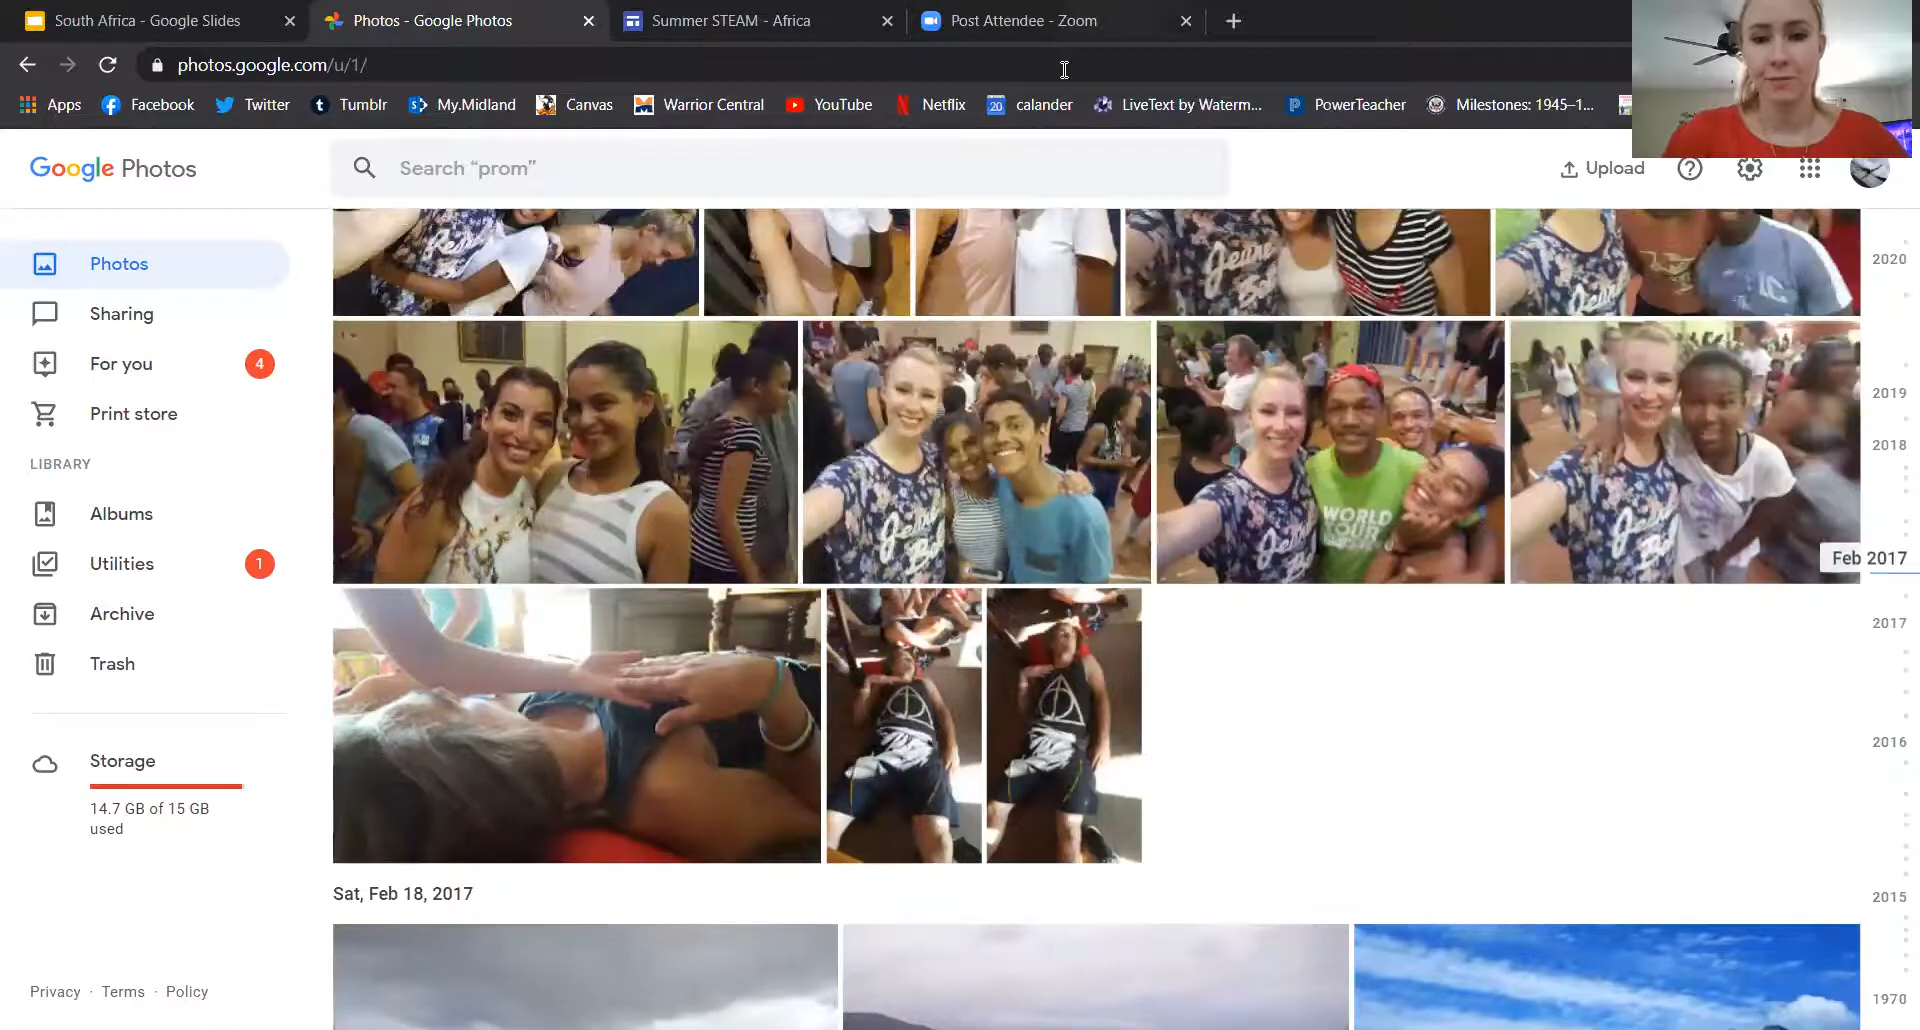 South Africa - Google Slides
Photos - Google Photos
Summer STEAM - Africa
Post Attendee - Zoom
photos.google.com/u/1/
Apps
Facebook
Twitter
Tumblr
My.Midland
Canvas
Warrior Central
YouTube
Netflix
20 calander
LiveText by Waterm...
PowerTeacher
Milestones: 1945–1...
Google Photos
Search “prom”
Upload
Photos
Sharing
For you 4
Print store
LIBRARY
Albums
Utilities 1
Archive
Trash
Storage
14.7 GB of 15 GB
used
Privacy · Terms · Policy
WORLD
TOUR
Sat, Feb 18, 2017
2020
2019
2018
Feb 2017
2017
2016
2015
1970